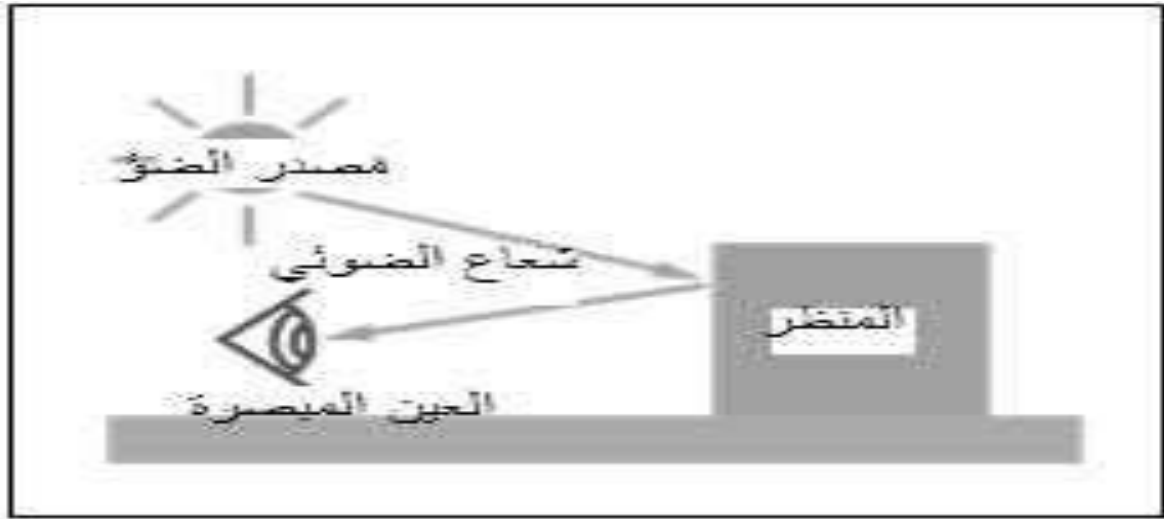 مصدر الضوء
شعاع الضوئي
المنظر
العين المبصرة